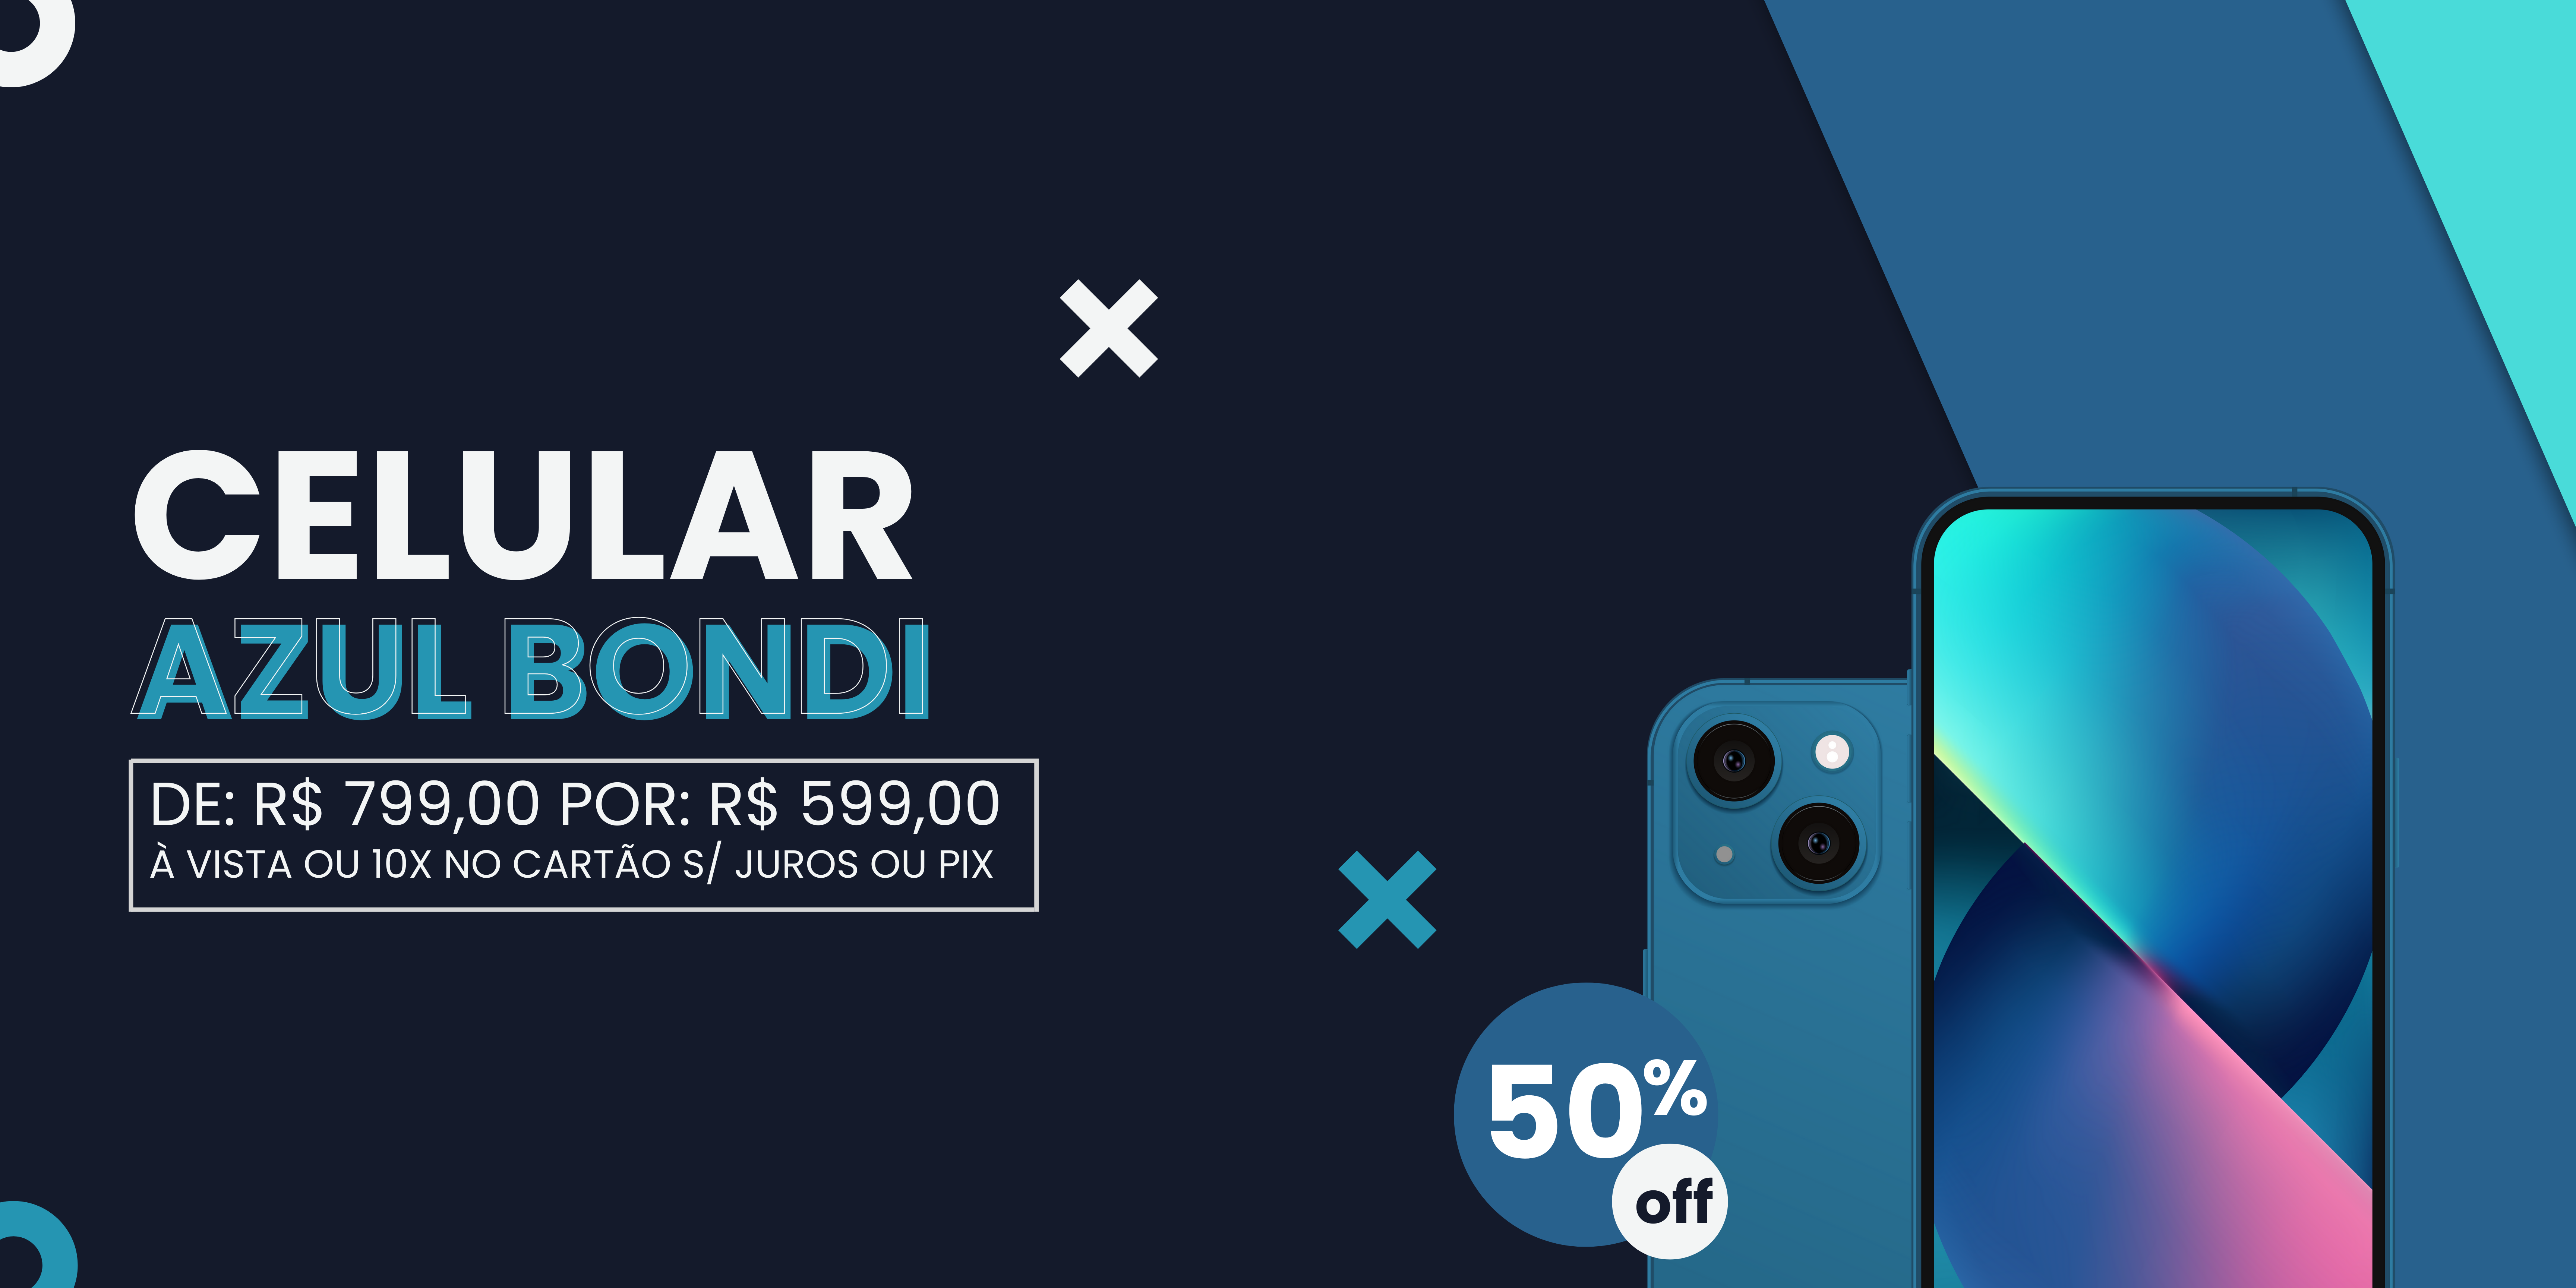 CELULAR
AZUL BONDI
DE: R$ 799,00 POR: R$ 599,00
À VISTA OU 10X NO CARTÃO S/ JUROS OU PIX
50%
off